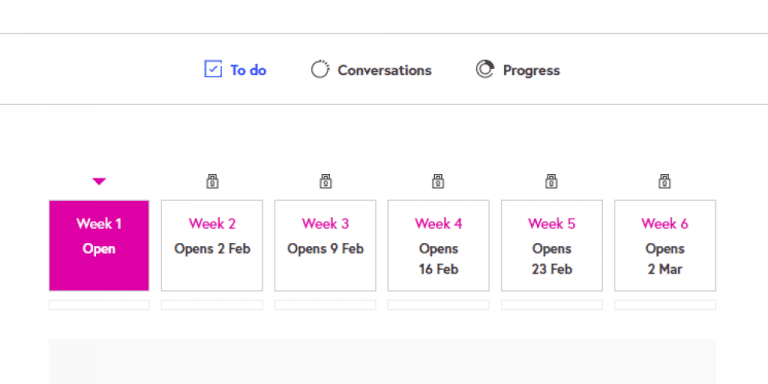 To do Conversations Progress
Week 1 Week 2 Week 3 Week 4 Week 5 Week 6
Open Opens 2 Feb Opens 9 Feb Opens Opens Opens
16 Feb 23 Feb 2 Mar